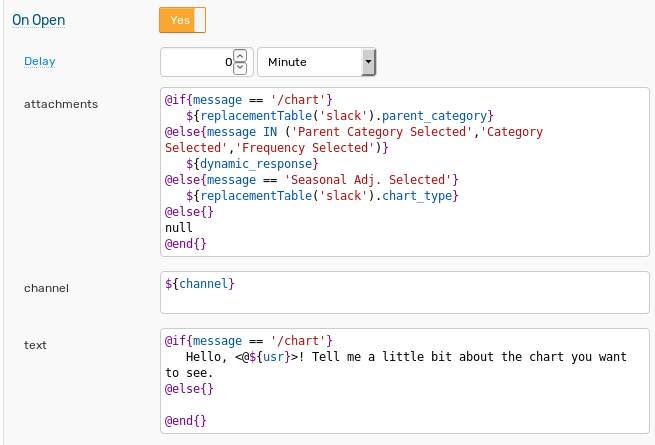 On Open
Yes
Delay
0
Minute
attachments
@if{message == '/chart'}
${replacementTable('slack').parent_category}
@else{message IN ('Parent Category Selected','Category
Selected','Frequency Selected')}
${dynamic_response}
@else{message == 'Seasonal Adj. Selected'}
${replacementTable('slack').chart_type}
@else{}
null
@end{}
channel
${channel}
text
@if{message == '/chart'}
Hello, <@${usr}>! Tell me a little bit about the chart you want
to see.
@else{}
@end{}